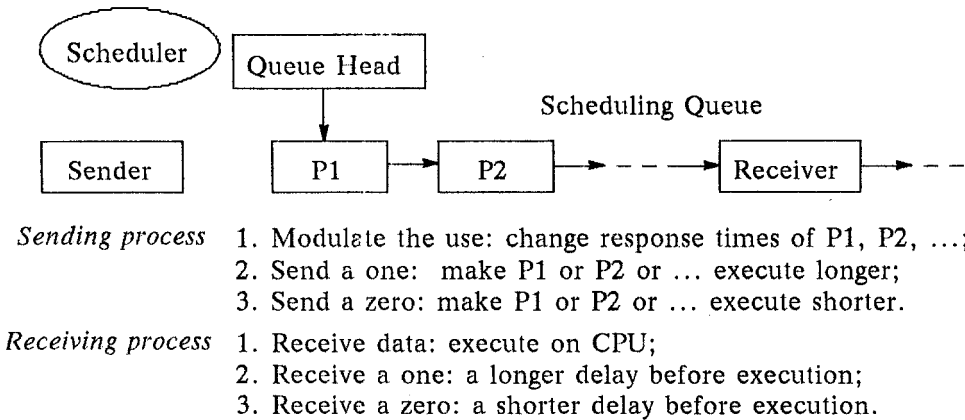 Scheduler
Queue Head
Scheduling Queue
Sender
P1
P2
Receiver
Sending process 1. Modulate the use: change response times of P1, P2, ...;
2. Send a one: make P1 or P2 or ... execute longer;
3. Send a zero: make P1 or P2 or ... execute shorter.
Receiving process 1. Receive data: execute on CPU;
2. Receive a one: a longer delay before execution;
3. Receive a zero: a shorter delay before execution.